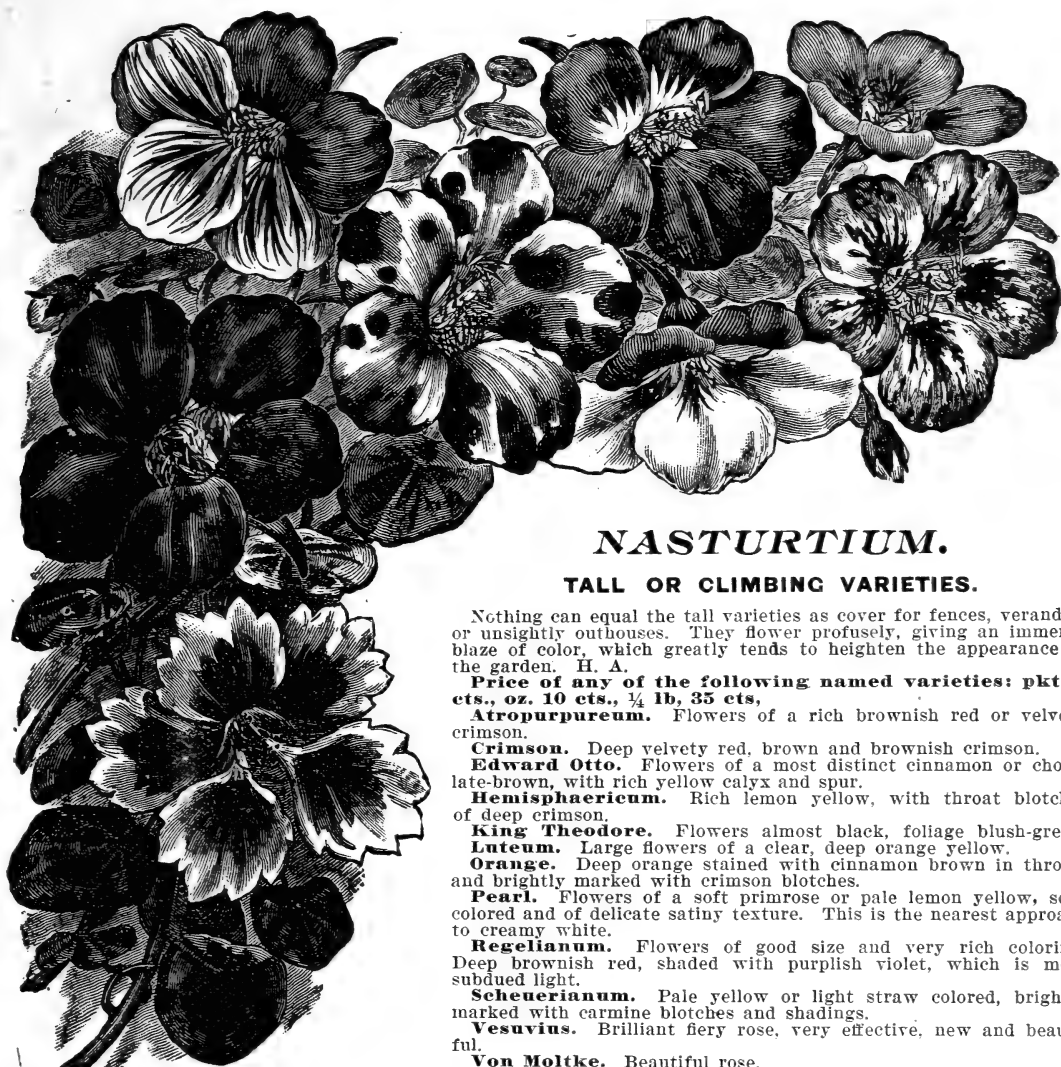 NASTURTIUM.
TALL OR CLIMBING VARIETIES.
Nothing can equal the tall varieties as cover for fences, verand
or unsightly outhouses. They flower profusely, giving an immen
blaze of color, which greatly tends to heighten the appearance
the garden. H. A.
Price of any of the following named varieties: pkt
cts., oz. 10 cts., ¼ lb, 35 cts,
Atropurpureum. Flowers of a rich brownish red or velve
crimson.
Crimson. Deep velvety red, brown and brownish crimson.
Edward Otto. Flowers of a most distinct cinnamon or choc
late-brown, with rich yellow calyx and spur.
Hemisphaericum. Rich lemon yellow, with throat blotch
of deep crimson.
King Theodore. Flowers almost black, foliage blush-gre
Luteum. Large flowers of a clear, deep orange yellow.
Orange. Deep orange stained with cinnamon brown in thro
and brightly marked with crimson blotches.
Pearl. Flowers of a soft primrose or pale lemon yellow, se
colored and of delicate satiny texture. This is the nearest approa
to creamy white.
Regelianum. Flowers of good size and very rich colori
Deep brownish red, shaded with purplish violet, which is m
subdued light.
Scheuerianum. Pale yellow or light straw colored, brigh
marked with carmine blotches and shadings.
Vesuvius. Brilliant fiery rose, very effective, new and beau
ful.
Von Moltke. Beautiful rose.